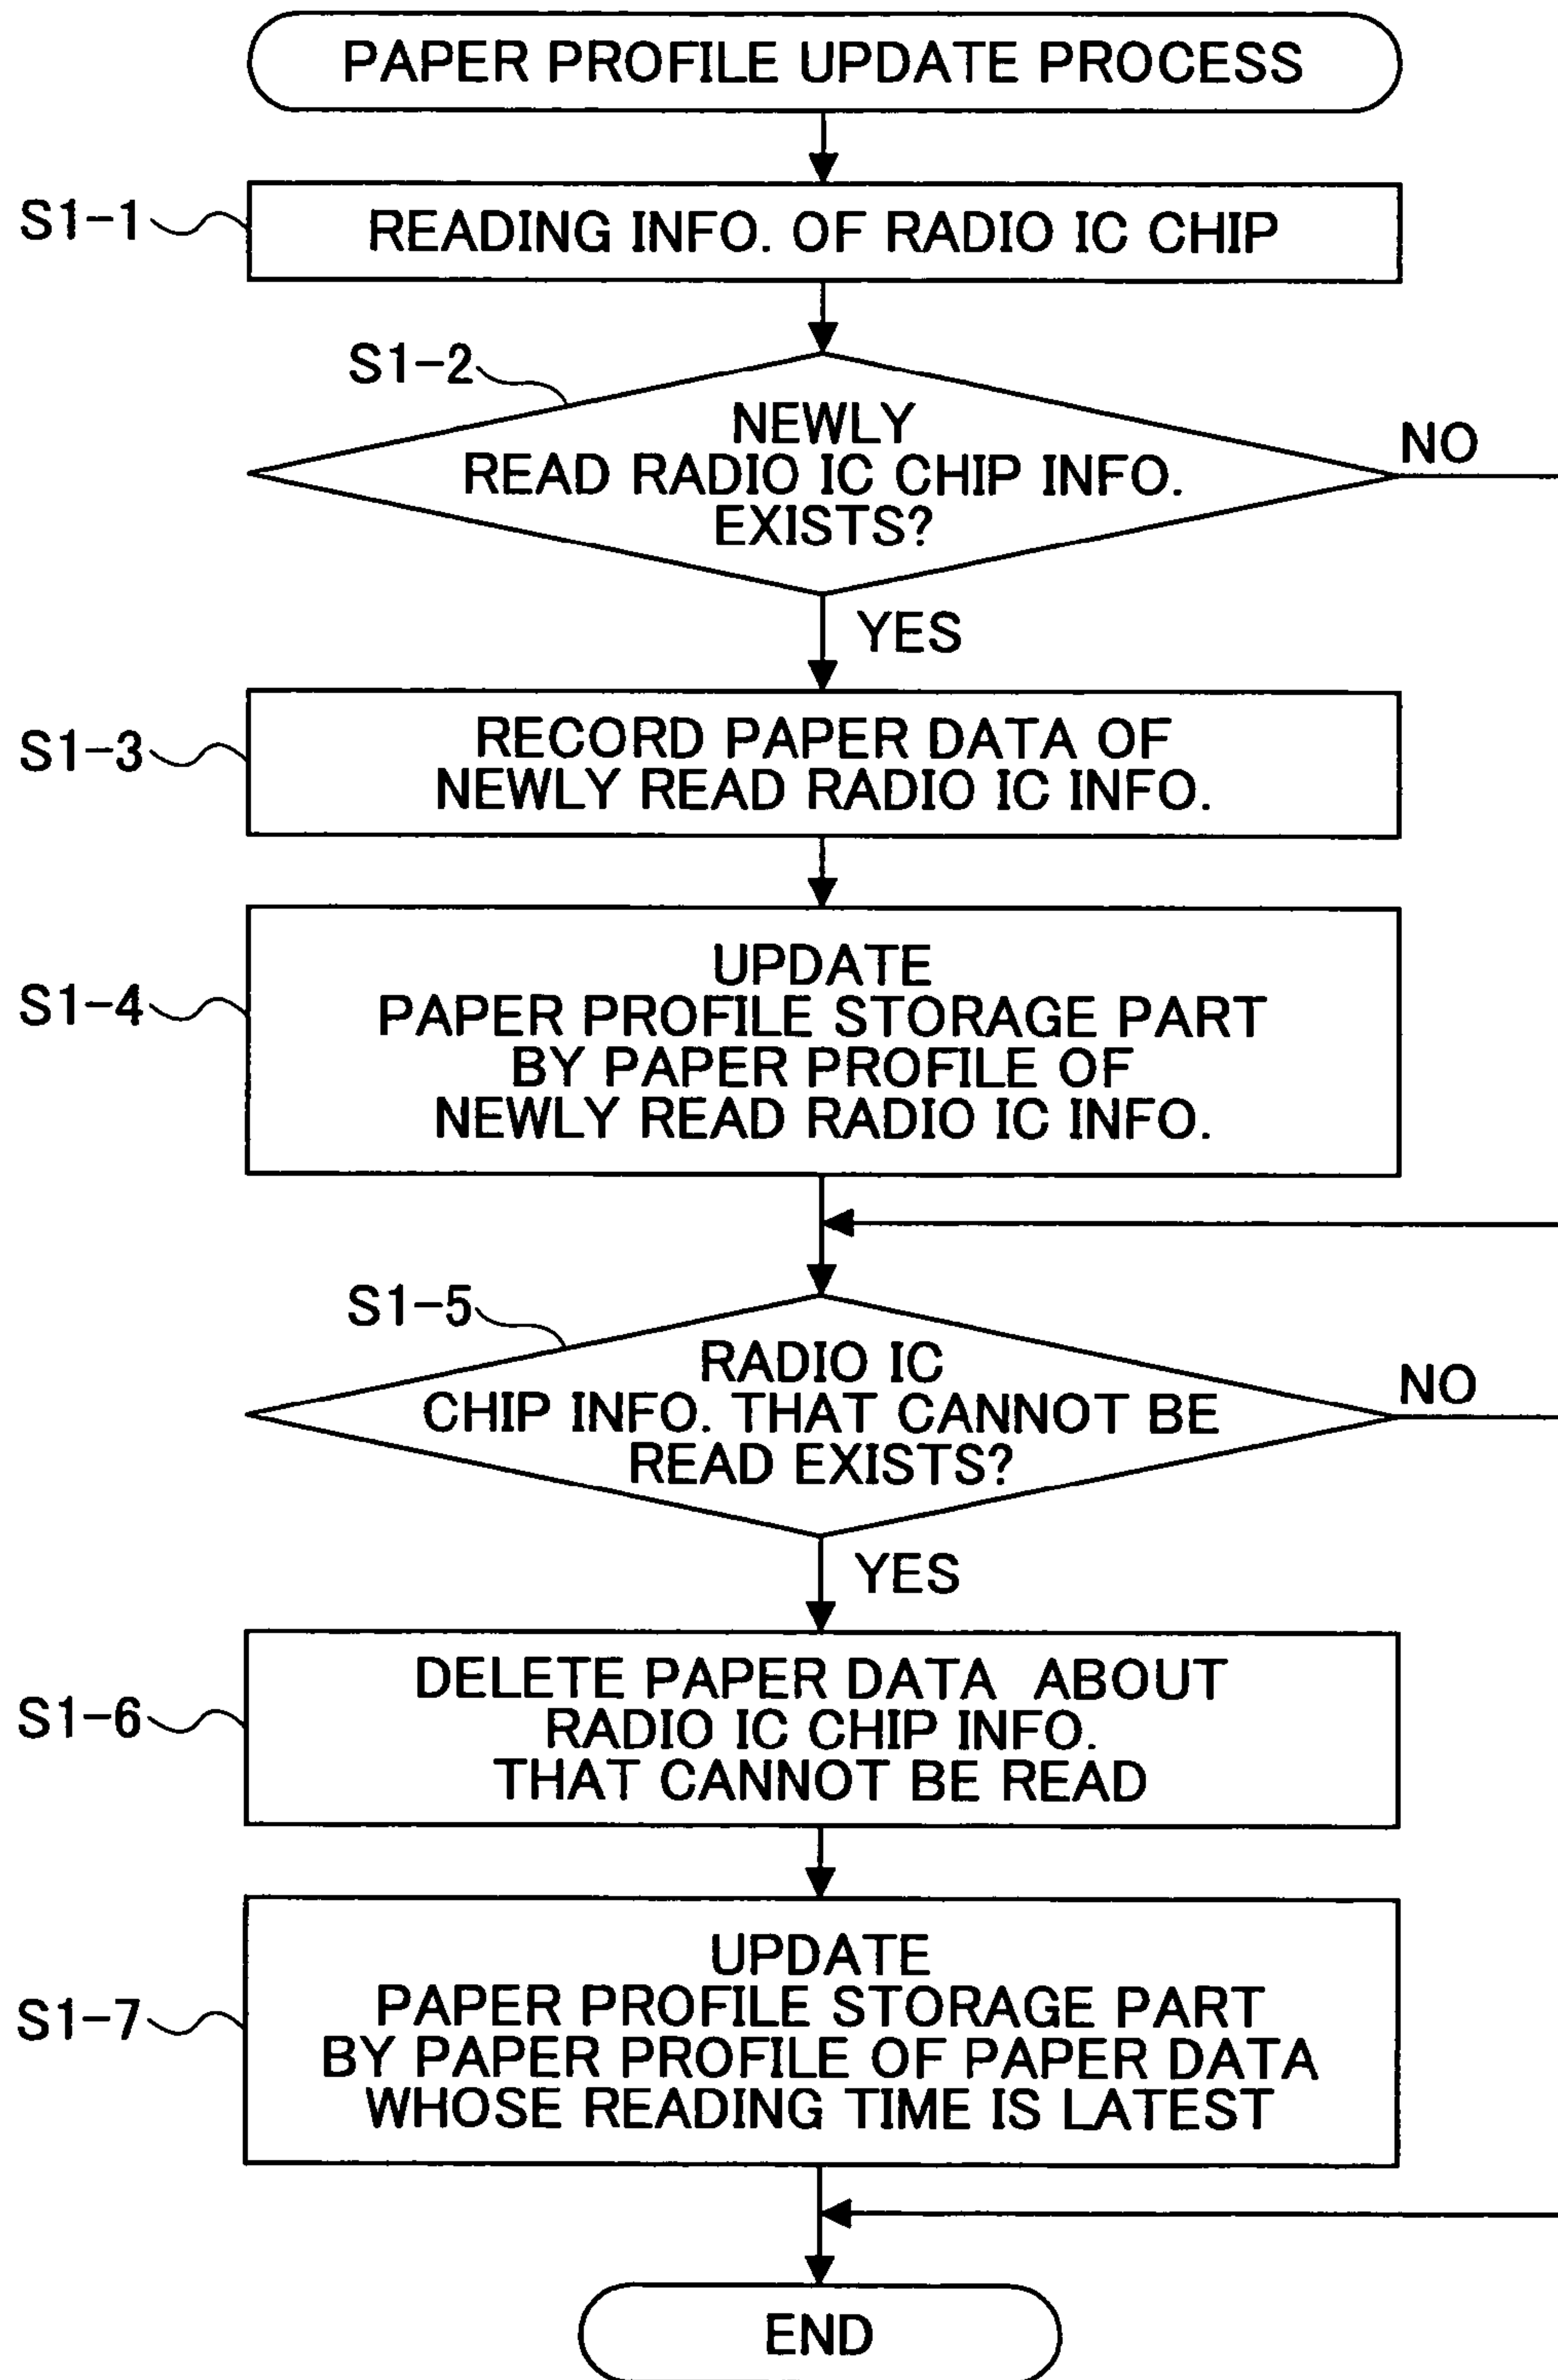 PAPER PROFILE UPDATE PROCESS
S1-1
READING INFO. OF RADIO IC CHIP
S1-2
NEWLY
READ RADIO IC CHIP INFO.
EXISTS?
NO
YES
S1-3
RECORD PAPER DATA OF
NEWLY READ RADIO IC INFO.
S1-4
UPDATE
PAPER PROFILE STORAGE PART
BY PAPER PROFILE OF
NEWLY READ RADIO IC INFO.
S1-5
RADIO IC
CHIP INFO. THAT CANNOT BE
READ EXISTS?
NO
YES
S1-6
DELETE PAPER DATA ABOUT
RADIO IC CHIP INFO.
THAT CANNOT BE READ
S1-7
UPDATE
PAPER PROFILE STORAGE PART
BY PAPER PROFILE OF PAPER DATA
WHOSE READING TIME IS LATEST
END